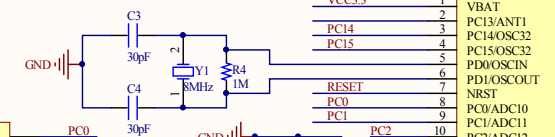 VCC3.3
1
VBAT
C3
2
PC13/ANT1
PC14
3
PC14/OSC32
PC15
4
PC15/OSC32
30pF
2
5
PD0/OSCIN
GND
Y1
R4
6
PD1/OSCOUT
8MHz
1M
RESET
7
NRST
C4
1
PC0
8
PC0/ADC10
PC1
9
PC1/ADC11
30pF
PC0
GND
PC2
10
PC2/ADC12